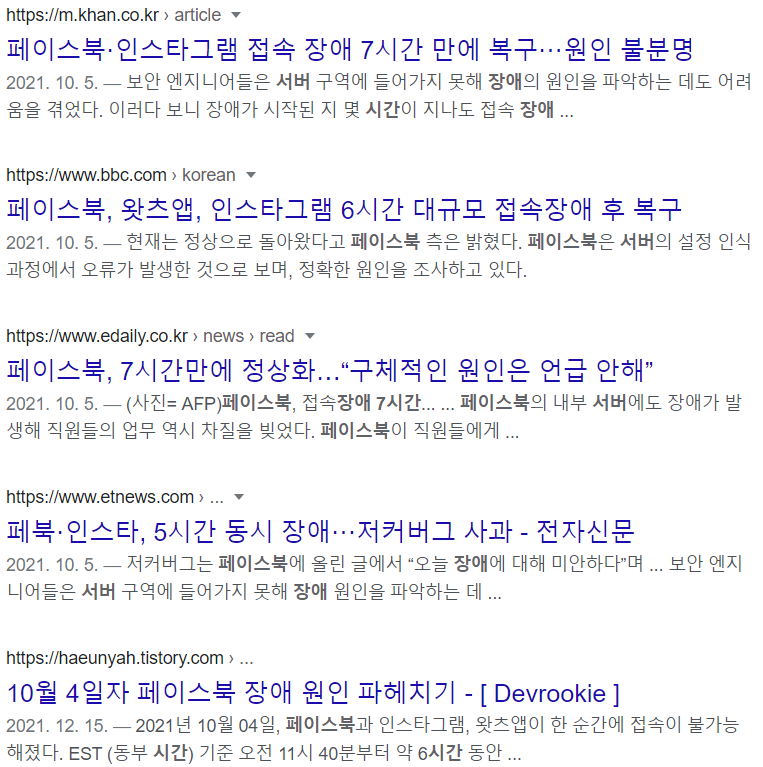 https://m.khan.co.kr › article
페이스북·인스타그램 접속 장애 7시간 만에 복구…원인 불분명
2021. 10. 5. — 보안 엔지니어들은 서버 구역에 들어가지 못해 장애의 원인을 파악하는 데도 어려
움을 겪었다. 이러다 보니 장애가 시작된 지 몇 시간이 지나도 접속 장애 ...
https://www.bbc.com › korean
페이스북, 왓츠앱, 인스타그램 6시간 대규모 접속장애 후 복구
2021. 10. 5. — 현재는 정상으로 돌아왔다고 페이스북 측은 밝혔다. 페이스북은 서버의 설정 인식
과정에서 오류가 발생한 것으로 보며, 정확한 원인을 조사하고 있다.
https://www.edaily.co.kr › news › read
페이스북, 7시간만에 정상화…“구체적인 원인은 언급 안해”
2021. 10. 5. — (사진= AFP)페이스북, 접속장애 7시간... ... 페이스북의 내부 서버에도 장애가 발
생해 직원들의 업무 역시 차질을 빚었다. 페이스북이 직원들에게 ...
https://www.etnews.com › ...
페북·인스타, 5시간 동시 장애…저커버그 사과 - 전자신문
2021. 10. 5. — 저커버그는 페이스북에 올린 글에서 “오늘 장애에 대해 미안하다”며 ... 보안 엔지
니어들은 서버 구역에 들어가지 못해 장애 원인을 파악하는 데 ...
https://haeunyah.tistory.com › ...
10월 4일자 페이스북 장애 원인 파헤치기 - [ Devrookie ]
2021. 12. 15. — 2021년 10월 04일, 페이스북과 인스타그램, 왓츠앱이 한 순간에 접속이 불가능
해졌다. EST (동부 시간) 기준 오전 11시 40분부터 약 6시간 동안 ...